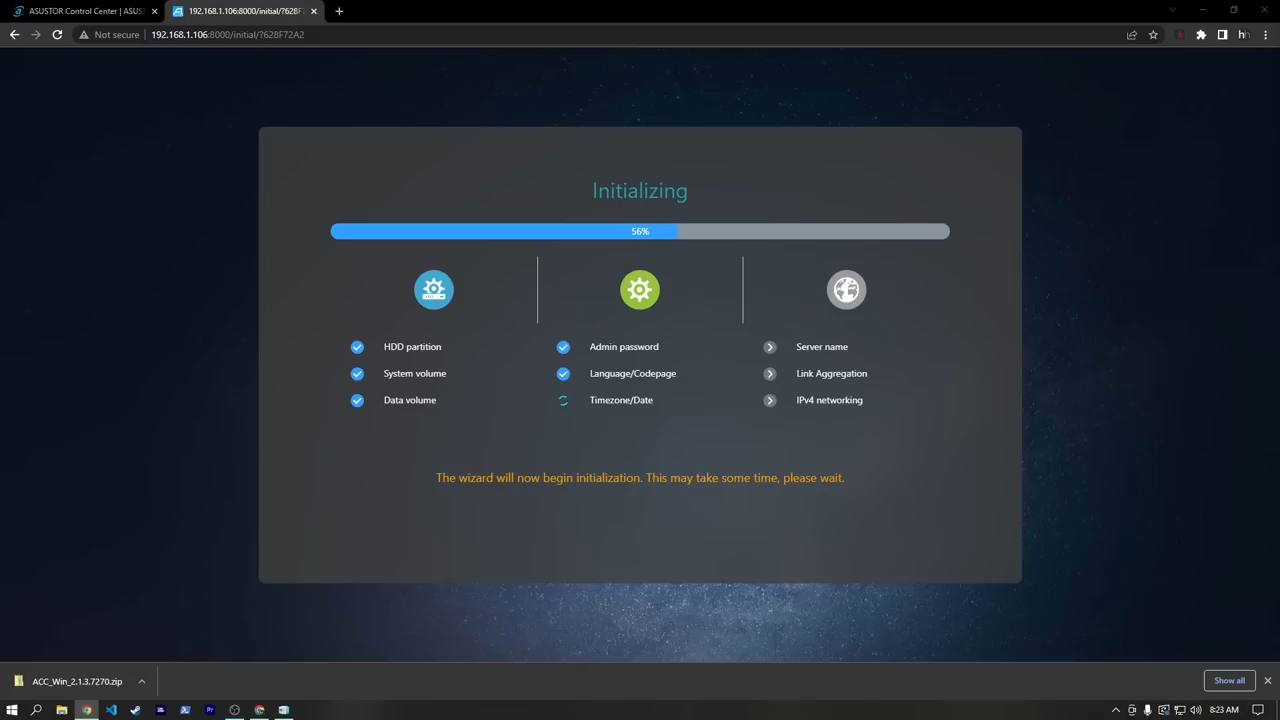 ASUSTOR Control Center | ASUS
192.168.1.106:8000/initial/?628F
Not secure
192.168.1.106:8000/initial/?628F72A2
Initializing
56%
HDD partition
Admin password
Server name
System volume
Language/Codepage
Link Aggregation
Data volume
Timezone/Date
IPv4 networking
The wizard will now begin initialization. This may take some time, please wait.
ACC_Win_2.1.3.7270.zip
Show all
8:23 AM